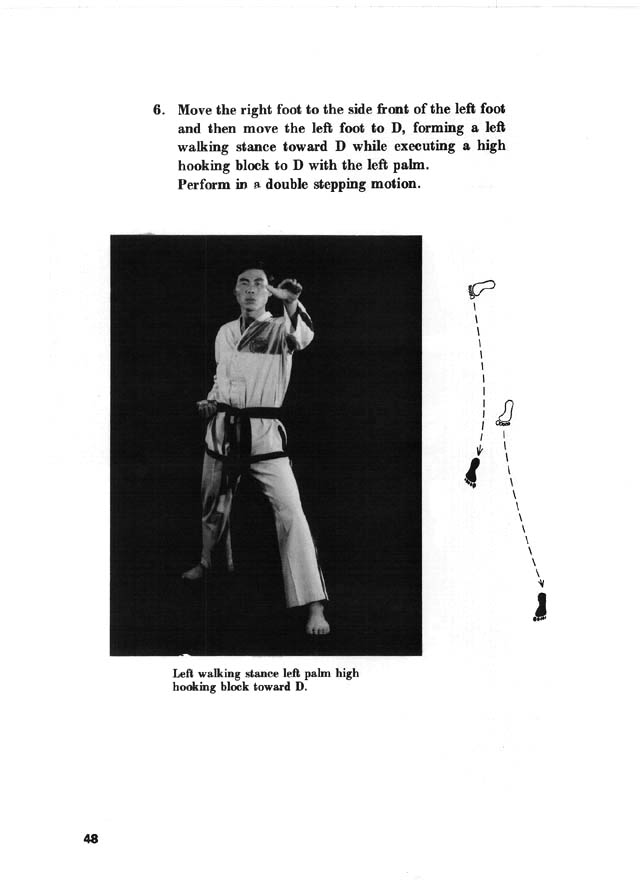 6. Move the right foot to the side front of the left foot
and then move the left foot to D, forming a left
walking stance toward D while executing a high
hooking block to D with the left palm.
Perform in a double stepping motion.
Left walking stance left palm high
hooking block toward D.
48